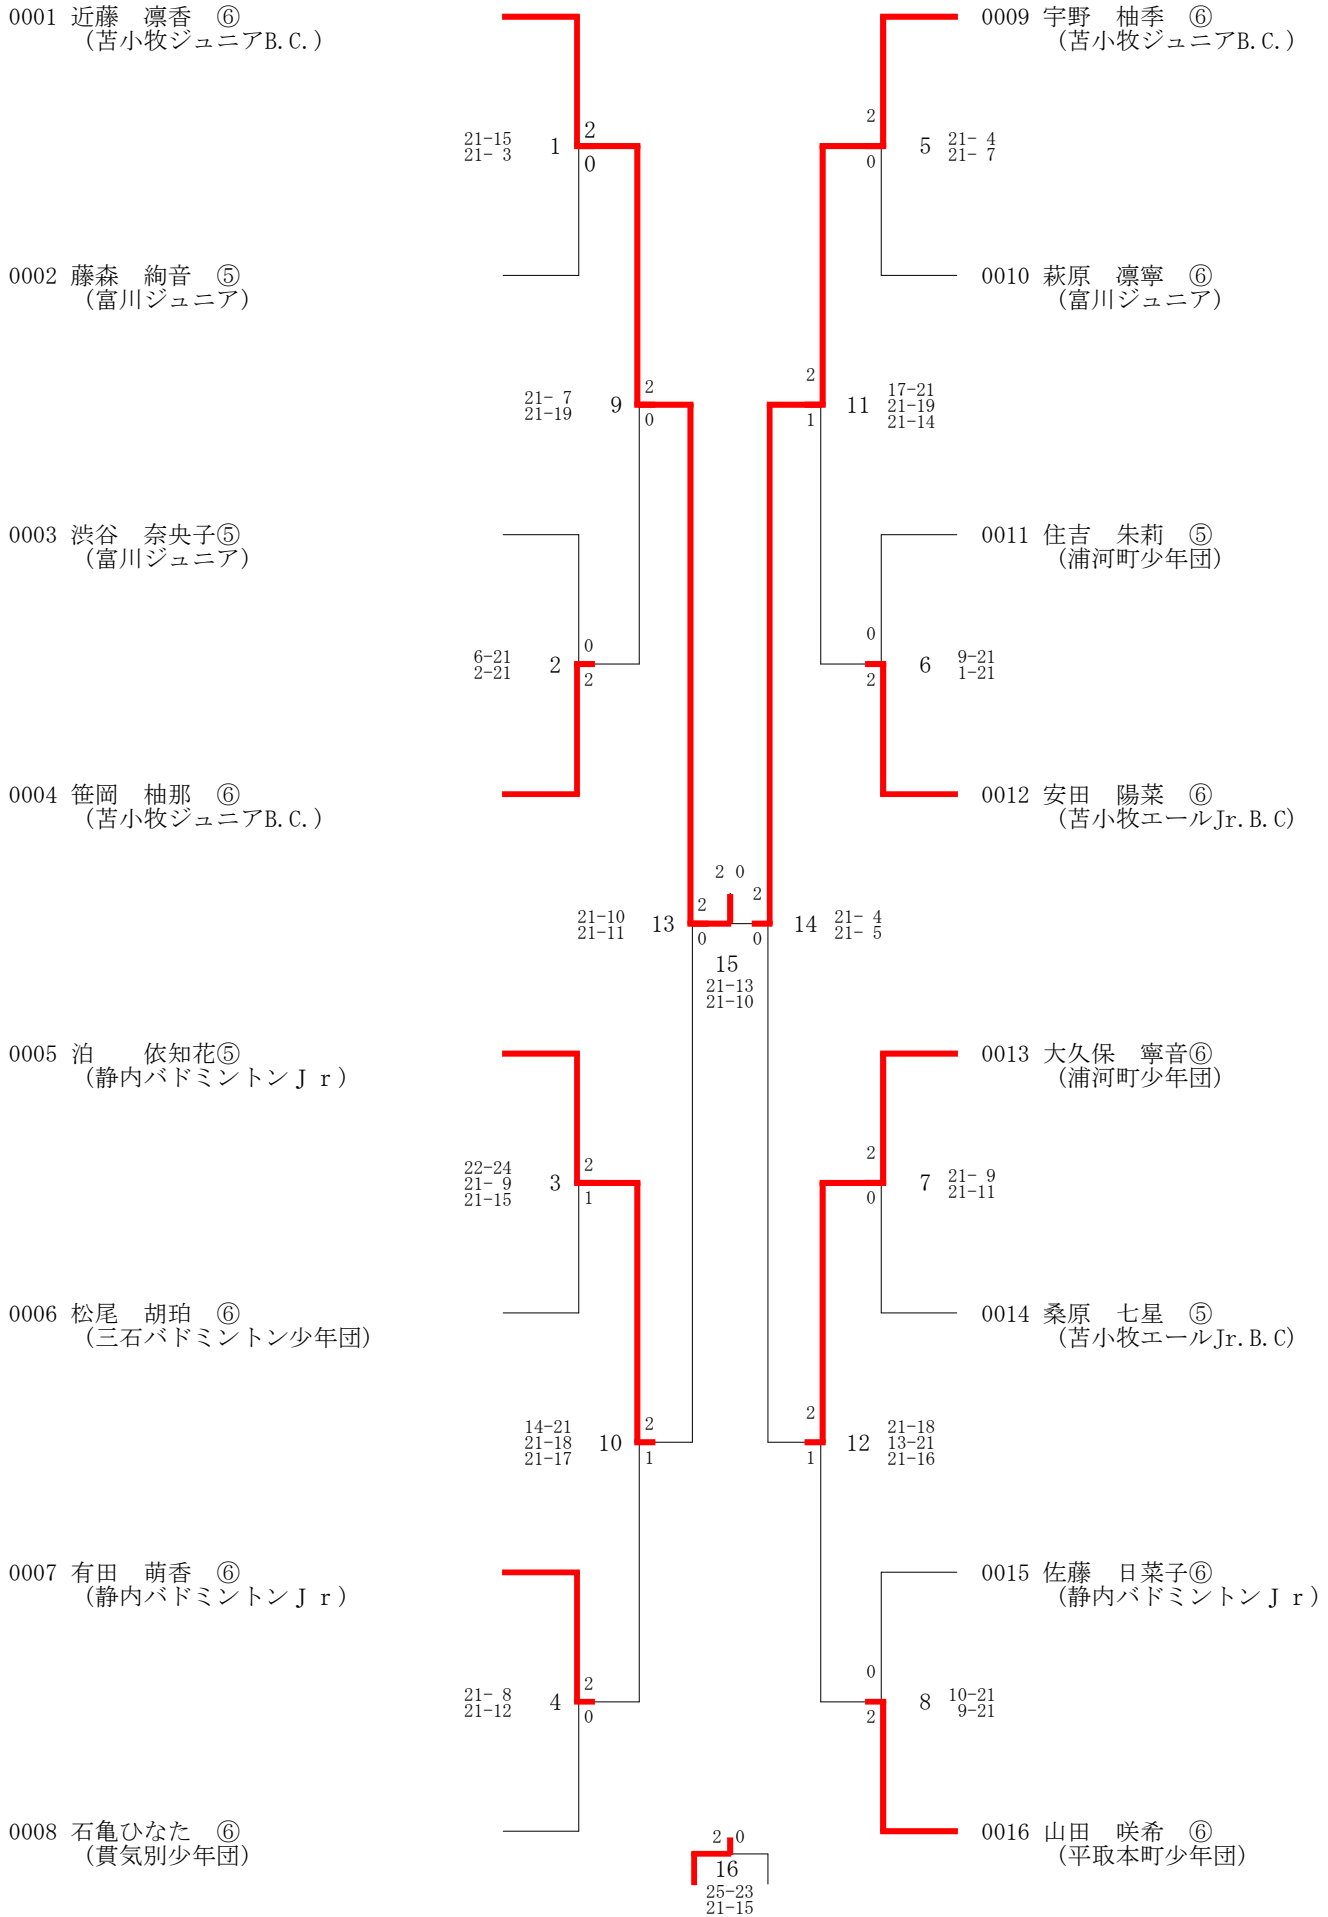 0001 近藤　凛香　⑥
(苫小牧ジュニアB.C.)
21-15
21- 3
1
2
0
0002 藤森　絢音　⑤
(富川ジュニア)
21- 7
21-19
9
2
0
0003 渋谷　奈央子⑤
(富川ジュニア)
6-21
2-21
2
0
2
0004 笹岡　柚那　⑥
(苫小牧ジュニアB.C.)
21-10
21-11
13
2
0
0005 泊　　依知花⑤
(静内バドミントンＪｒ)
22-24
21- 9
21-15
3
2
1
0006 松尾　胡珀　⑥
(三石バドミントン少年団)
14-21
21-18
21-17
10
2
1
0007 有田　萌香　⑥
(静内バドミントンＪｒ)
21- 8
21-12
4
2
0
0008 石亀ひなた　⑥
(貫気別少年団)
2 0
15
21-13
21-10
2 0
16
25-23
21-15
0009 宇野　柚季　⑥
(苫小牧ジュニアB.C.)
2
0
5
21- 4
21- 7
0010 萩原　凛寧　⑥
(富川ジュニア)
2
1
11
17-21
21-19
21-14
0011 住吉　朱莉　⑤
(浦河町少年団)
0
2
6
9-21
1-21
0012 安田　陽菜　⑥
(苫小牧エールJr.B.C)
2
0
14
21- 4
21- 5
0013 大久保　寧音⑥
(浦河町少年団)
2
0
7
21- 9
21-11
0014 桑原　七星　⑤
(苫小牧エールJr.B.C)
2
1
12
21-18
13-21
21-16
0015 佐藤　日菜子⑥
(静内バドミントンＪｒ)
0
2
8
10-21
9-21
0016 山田　咲希　⑥
(平取本町少年団)